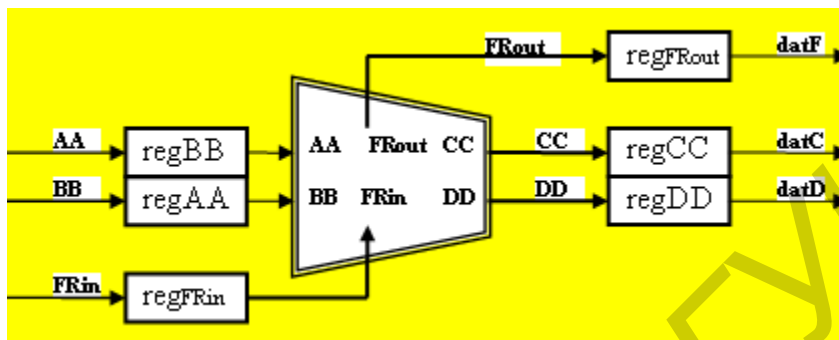 FRout
regFRout
datF
AA
regBB
AA
FRout
CC
CC
regCC
datC
BB
regAA
BB
FRin
DD
DD
regDD
datD
FRin
regFRin